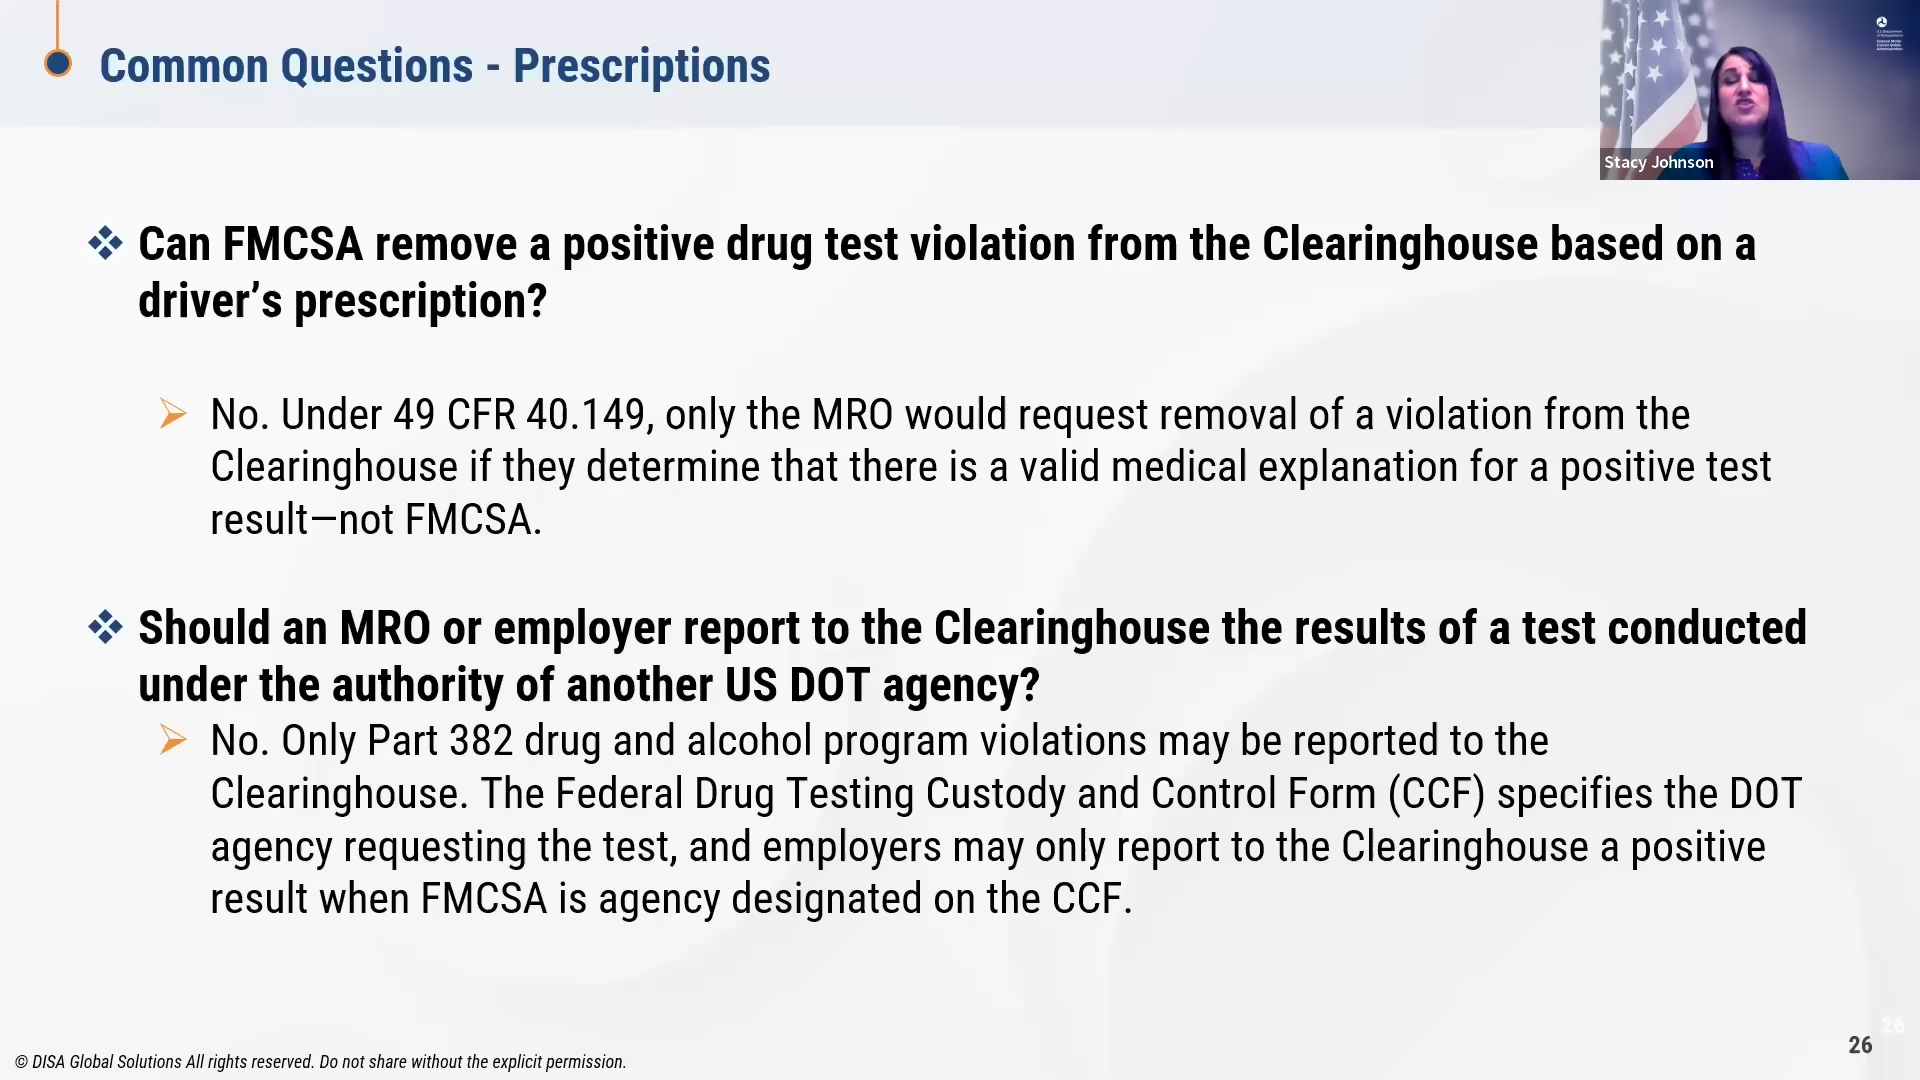 Common Questions - Prescriptions
Stacy Johnson
Can FMCSA remove a positive drug test violation from the Clearinghouse based on a
driver’s prescription?
No. Under 49 CFR 40.149, only the MRO would request removal of a violation from the
Clearinghouse if they determine that there is a valid medical explanation for a positive test
result—not FMCSA.
Should an MRO or employer report to the Clearinghouse the results of a test conducted
under the authority of another US DOT agency?
No. Only Part 382 drug and alcohol program violations may be reported to the
Clearinghouse. The Federal Drug Testing Custody and Control Form (CCF) specifies the DOT
agency requesting the test, and employers may only report to the Clearinghouse a positive
result when FMCSA is agency designated on the CCF.
26
26
© DISA Global Solutions All rights reserved. Do not share without the explicit permission.